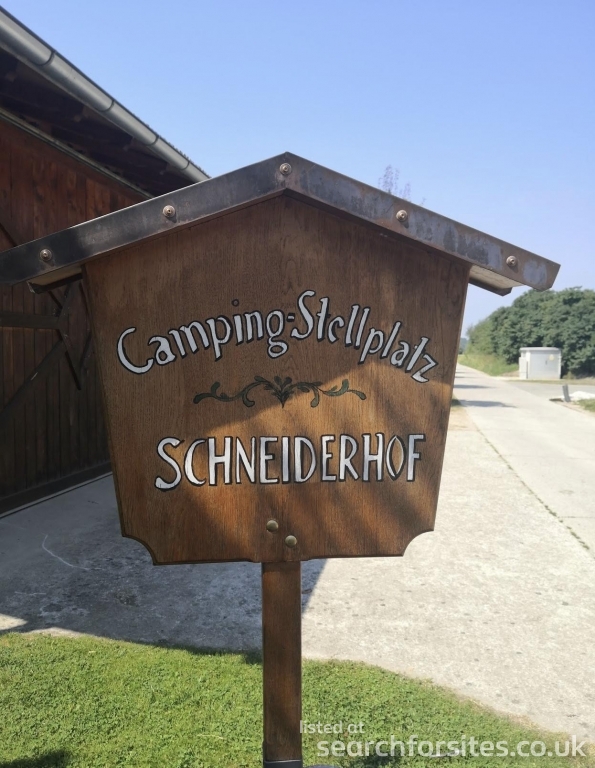 Camping-Stellplatz
SCHNEIDERHOF
listed at
searchforsites.co.uk